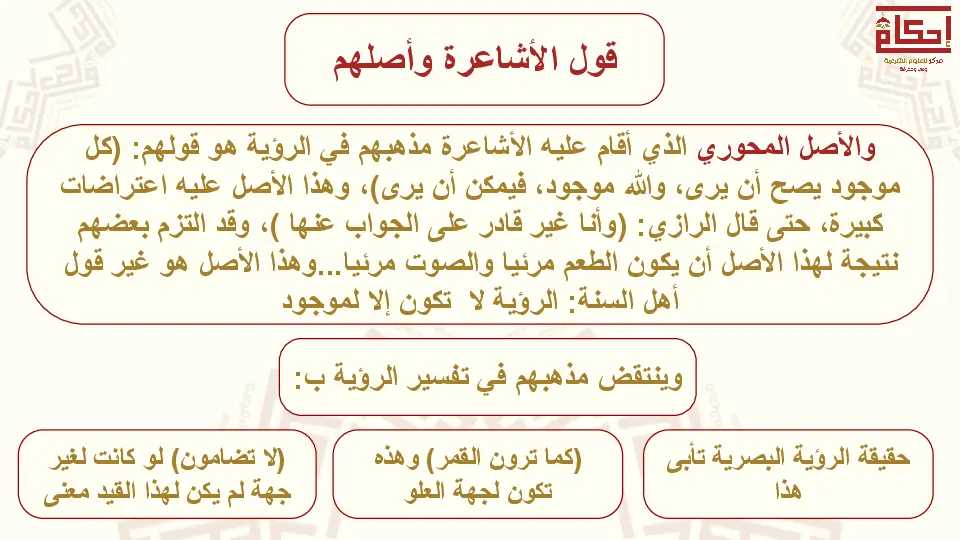 إحكام
مركز للعلوم الشرعية
وعي ومعرفة
قول الأشاعرة وأصلهم
والأصل المحوري الذي أقام عليه الأشاعرة مذهبهم في الرؤية هو قولهم: (كل
موجود يصح أن يرى، والله موجود، فيمكن أن يرى)، وهذا الأصل عليه اعتراضات
كبيرة، حتى قال الرازي: (وأنا غير قادر على الجواب عنها )، وقد التزم بعضهم
نتيجة لهذا الأصل أن يكون الطعم مرئيا والصوت مرئيا...وهذا الأصل هو غير قول
أهل السنة: الرؤية لا تكون إلا لموجود
وينتقض مذهبهم في تفسير الرؤية ب:
حقيقة الرؤية البصرية تأبى
هذا
(كما ترون القمر) وهذه
تكون لجهة العلو
(لا تضامون) لو كانت لغير
جهة لم يكن لهذا القيد معنى